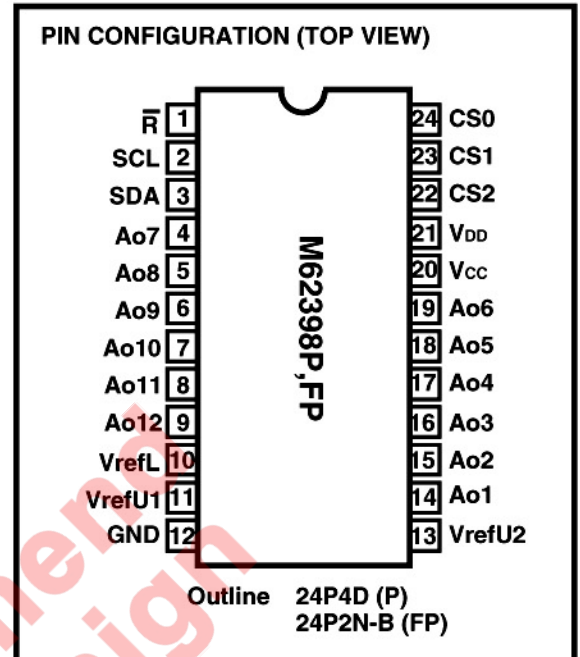 PIN CONFIGURATION (TOP VIEW)
R̅ 1 24 CS0
SCL 2 23 CS1
SDA 3 22 CS2
Ao7 4 21 VDD
Ao8 5 20 VCC
Ao9 6 19 Ao6
Ao10 7 18 Ao5
Ao11 8 17 Ao4
Ao12 9 16 Ao3
VrefL 10 15 Ao2
VrefU1 11 14 Ao1
GND 12 13 VrefU2
M62398P,FP
Outline 24P4D (P)
24P2N-B (FP)
mend
sign